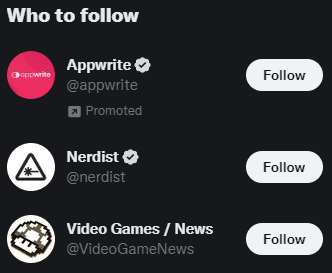 Who to follow
appwrite
Appwrite
@appwrite
Promoted
Follow
Nerdist
@nerdist
Follow
Video Games / News
@VideoGameNews
Follow